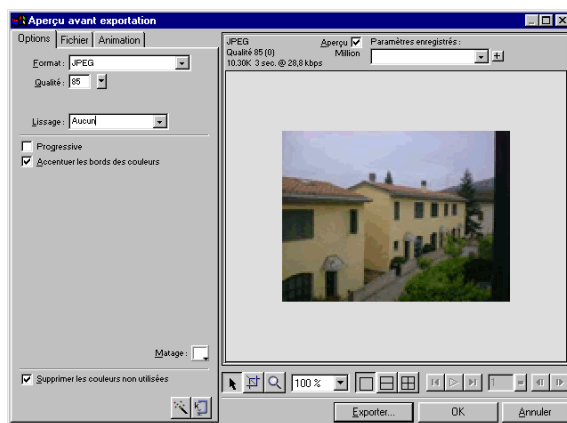 Aperçu avant exportation
Options Fichier Animation
Format : JPEG
Qualité : 85
Lissage : Aucun
Progressive
Accentuer les bords des couleurs
Matage :
Supprimer les couleurs non utilisées
JPEG
Qualité 85 (0)
10.30K 3 sec. @ 28,8 kbps
Aperçu
Million
Paramètres enregistrés :
100 %
1
Exporter... OK Annuler